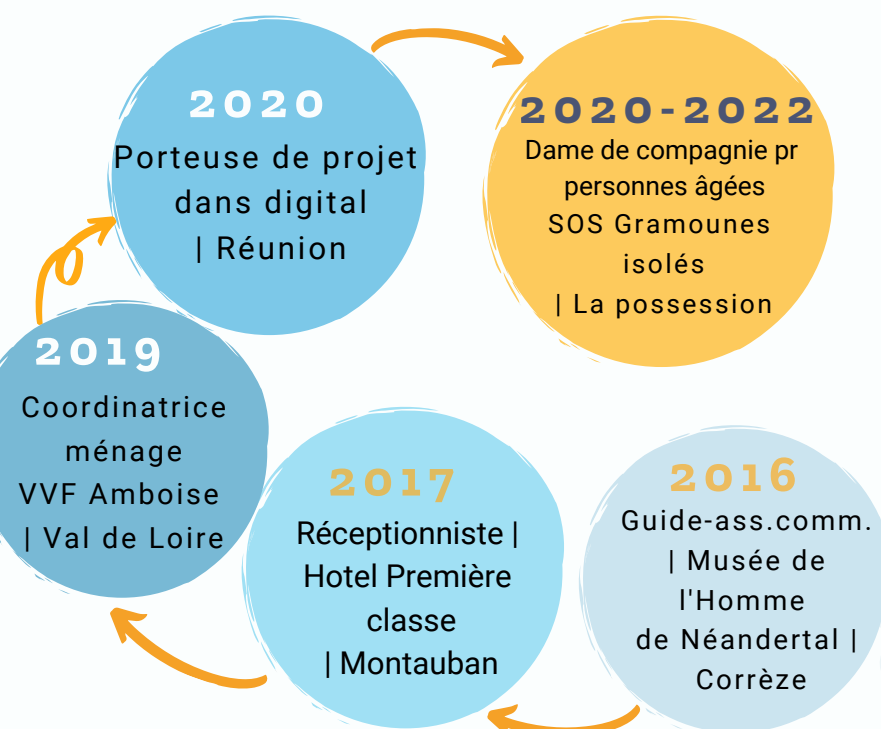 2020
Porteuse de projet
dans digital
| Réunion
2020-2022
Dame de compagnie pr
personnes âgées
SOS Gramounes
isolés
| La possession
2019
Coordinatrice
ménage
VVF Amboise
| Val de Loire
2017
Réceptionniste |
Hotel Première
classe
| Montauban
2016
Guide-ass.comm.
| Musée de
l'Homme
de Néandertal |
Corrèze